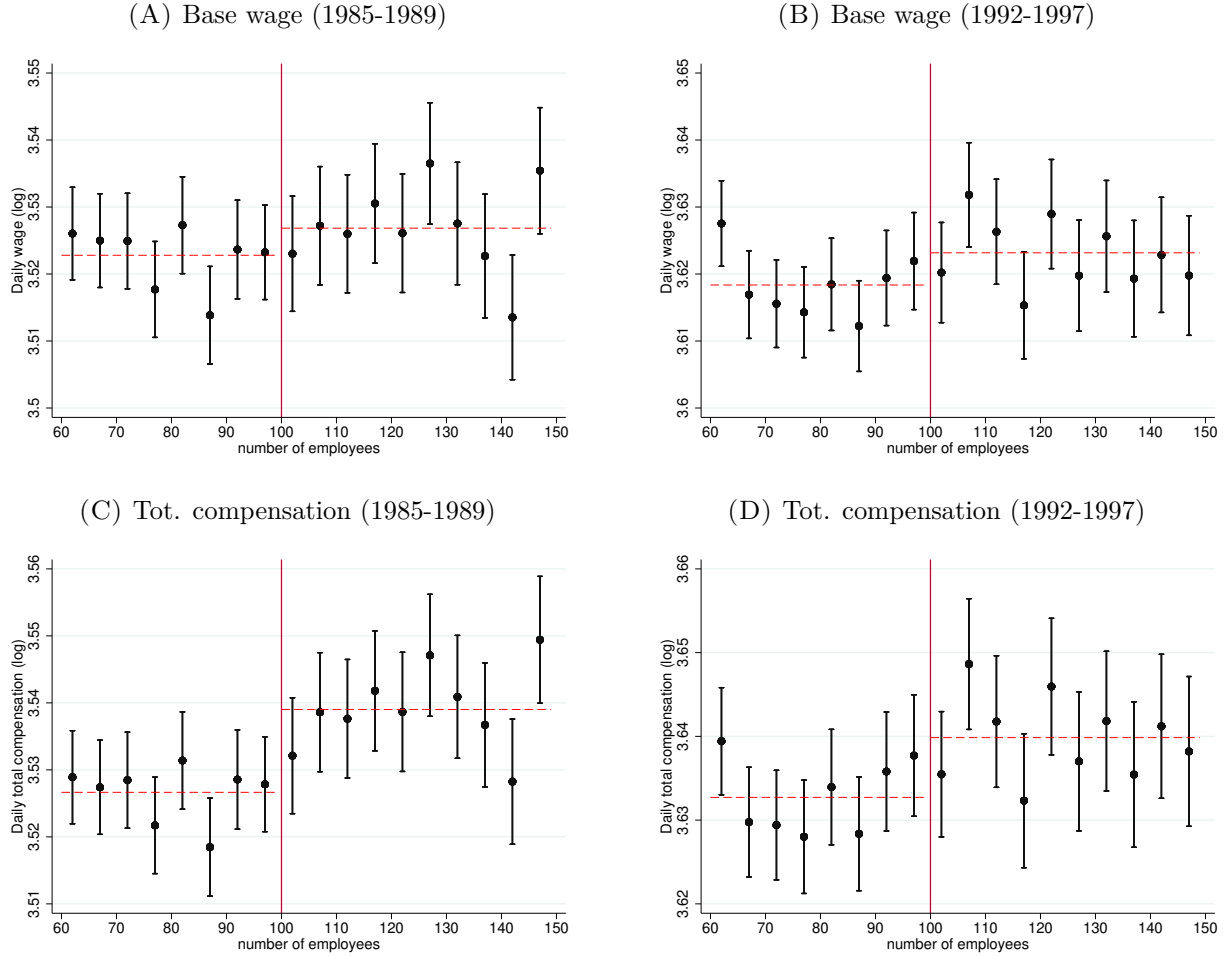 (A) Base wage (1985-1989)
Daily wage (log)
3.55
3.54
3.53
3.52
3.51
3.5
60 70 80 90 100 110 120 130 140 150
number of employees
(B) Base wage (1992-1997)
Daily wage (log)
3.65
3.64
3.63
3.62
3.61
3.6
60 70 80 90 100 110 120 130 140 150
number of employees
(C) Tot. compensation (1985-1989)
Daily total compensation (log)
3.56
3.55
3.54
3.53
3.52
3.51
60 70 80 90 100 110 120 130 140 150
number of employees
(D) Tot. compensation (1992-1997)
Daily total compensation (log)
3.66
3.65
3.64
3.63
3.62
60 70 80 90 100 110 120 130 140 150
number of employees